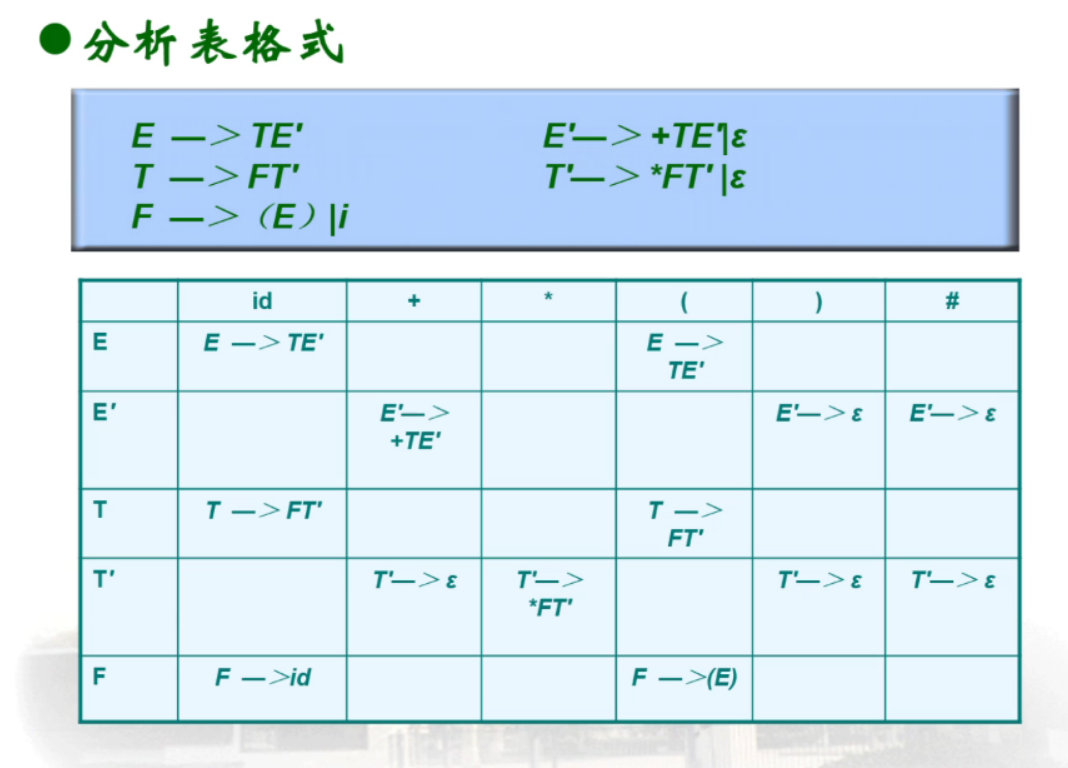 ●分析表格式
E —> TE′ E′—> +TE′|ε
T —> FT′ T′—> *FT′|ε
F —>（E）|i
id + * ( ) #
E E —> TE′ E —>
TE′
E′ E′—>
+TE′ E′—> ε E′—> ε
T T —> FT′ T —>
FT′
T′ T′—> ε T′—>
*FT′ T′—> ε T′—> ε
F F —>id F —>(E)